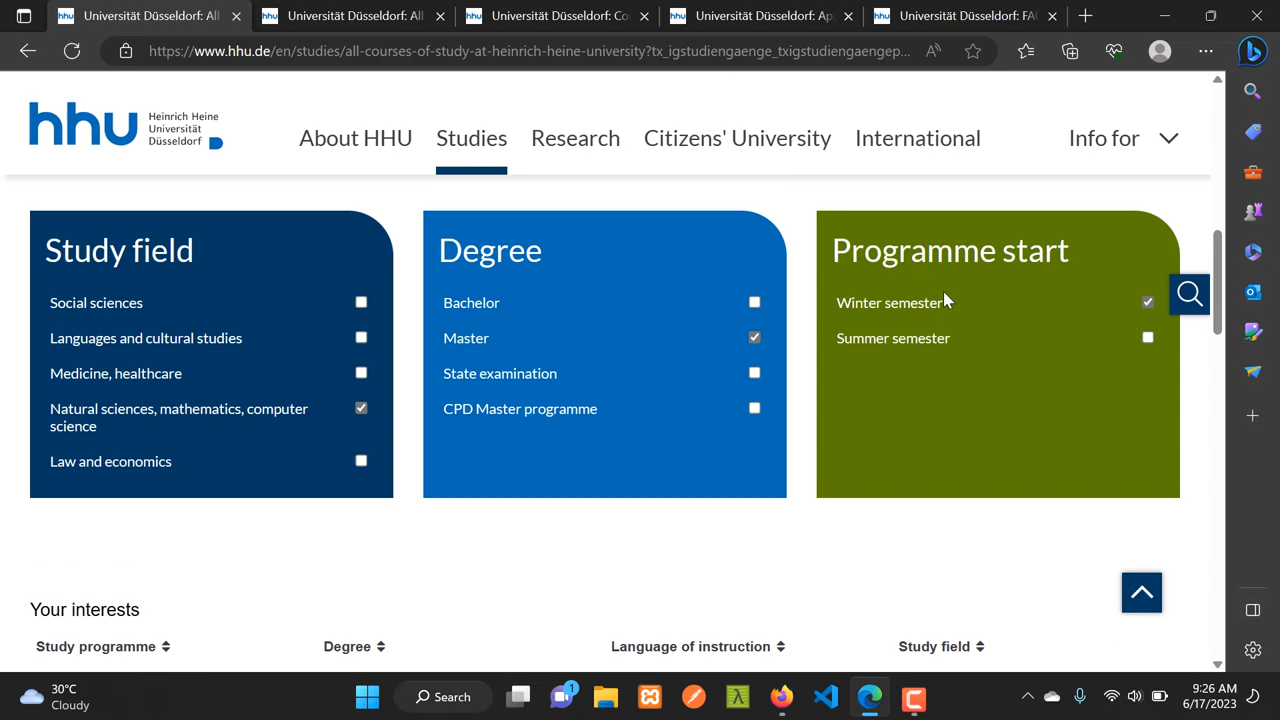 Universität Düsseldorf: All
Universität Düsseldorf: All
Universität Düsseldorf: Co
Universität Düsseldorf: Ap
Universität Düsseldorf: FA
https://www.hhu.de/en/studies/all-courses-of-study-at-heinrich-heine-university?tx_igstudiengaenge_txigstudiengaengep...
hhu
Heinrich Heine
Universität
Düsseldorf
About HHU
Studies
Research
Citizens' University
International
Info for
Study field
Social sciences
Languages and cultural studies
Medicine, healthcare
Natural sciences, mathematics, computer
science
Law and economics
Degree
Bachelor
Master
State examination
CPD Master programme
Programme start
Winter semester
Summer semester
Your interests
Study programme
Degree
Language of instruction
Study field
30°C
Cloudy
Search
1
9:26 AM
6/17/2023